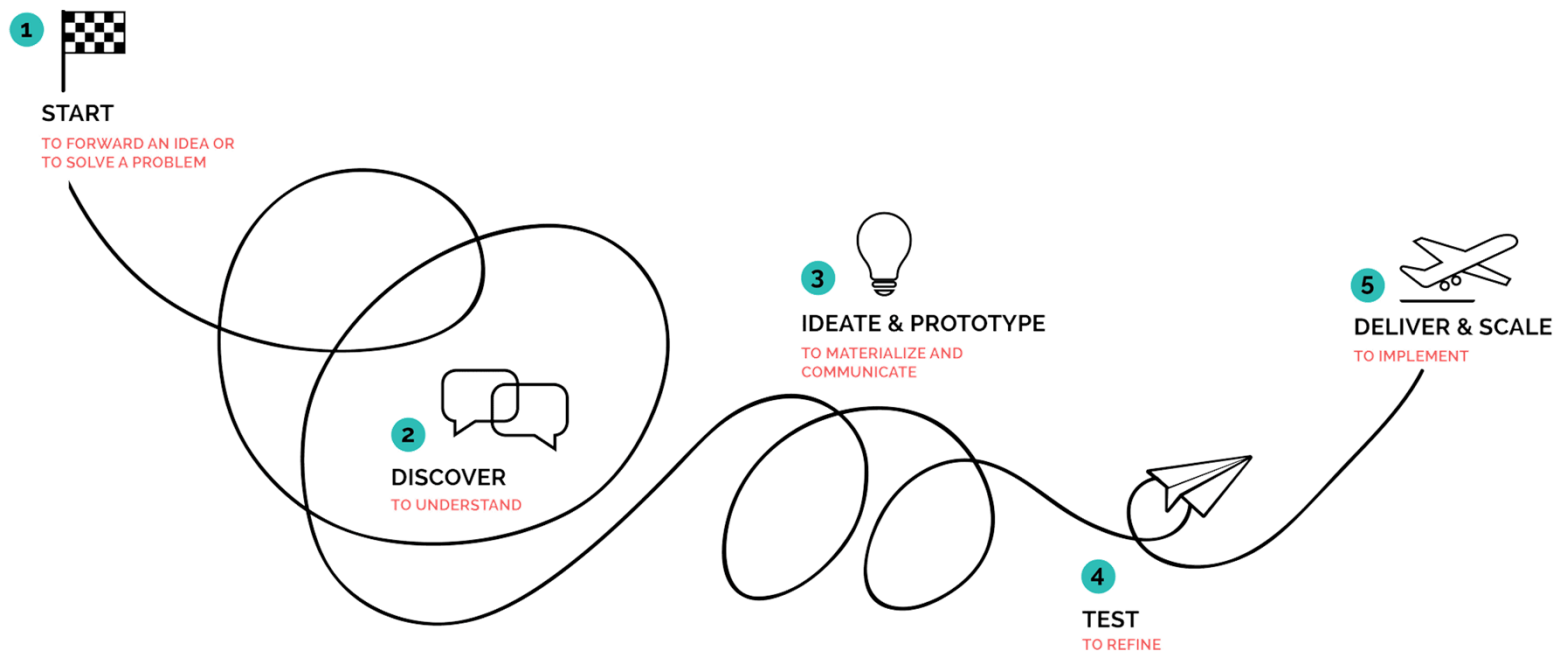 1
START
TO FORWARD AN IDEA OR
TO SOLVE A PROBLEM
2
DISCOVER
TO UNDERSTAND
3
IDEATE & PROTOTYPE
TO MATERIALIZE AND
COMMUNICATE
4
TEST
TO REFINE
5
DELIVER & SCALE
TO IMPLEMENT